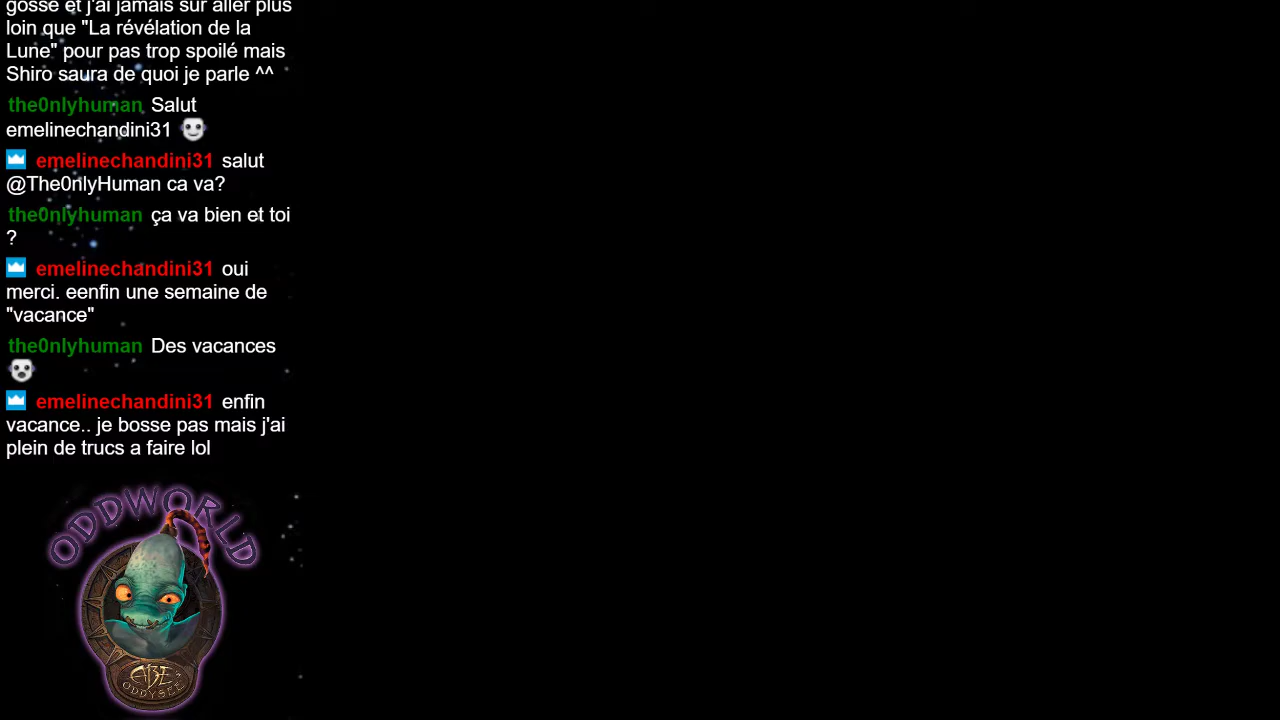 gosse et j'ai jamais sur aller plus
loin que "La révélation de la
Lune" pour pas trop spoilé mais
Shiro saura de quoi je parle ^^
the0nlyhuman Salut
emelinechandini31
emelinechandini31 salut
@The0nlyHuman ca va?
the0nlyhuman ça va bien et toi
?
emelinechandini31 oui
merci. eenfin une semaine de
"vacance"
the0nlyhuman Des vacances
emelinechandini31 enfin
vacance.. je bosse pas mais j'ai
plein de trucs a faire lol
ODDWORLD
ABE'S
ODDYSEE